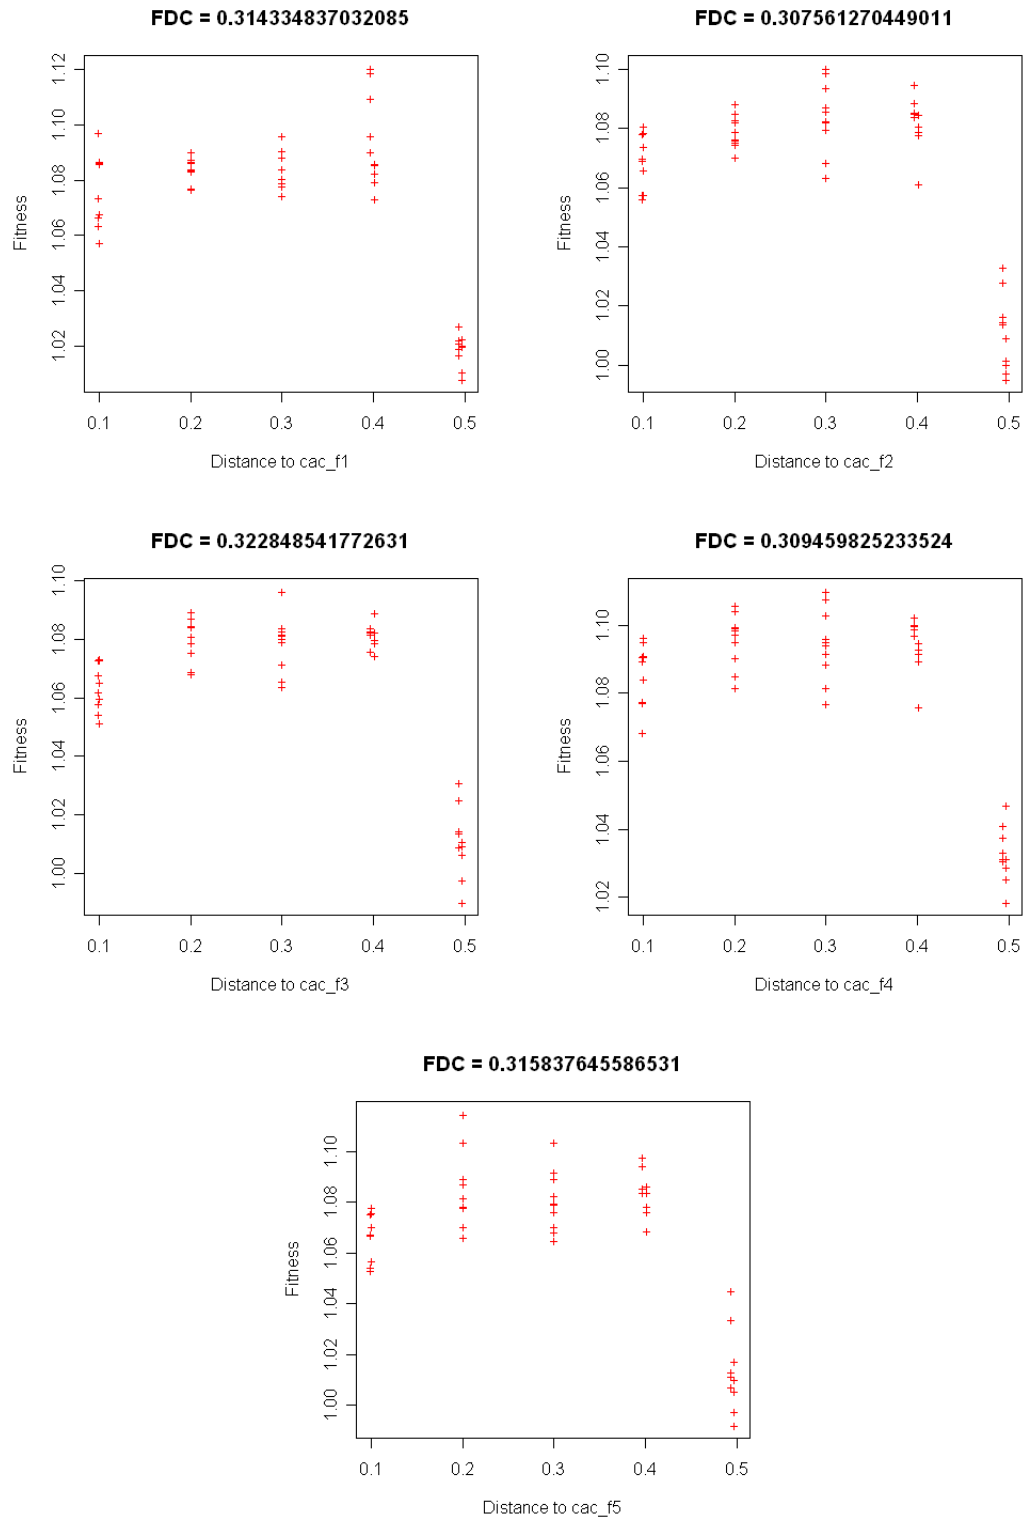 FDC = 0.314334837032085
1.12
1.10
1.08
1.06
1.04
1.02
Fitness
0.1 0.2 0.3 0.4 0.5
Distance to cac_f1
FDC = 0.307561270449011
1.10
1.08
1.06
1.04
1.02
1.00
Fitness
0.1 0.2 0.3 0.4 0.5
Distance to cac_f2
FDC = 0.322848541772631
1.10
1.08
1.06
1.04
1.02
1.00
Fitness
0.1 0.2 0.3 0.4 0.5
Distance to cac_f3
FDC = 0.309459825233524
1.10
1.08
1.06
1.04
1.02
Fitness
0.1 0.2 0.3 0.4 0.5
Distance to cac_f4
FDC = 0.315837645586531
1.10
1.08
1.06
1.04
1.02
1.00
Fitness
0.1 0.2 0.3 0.4 0.5
Distance to cac_f5